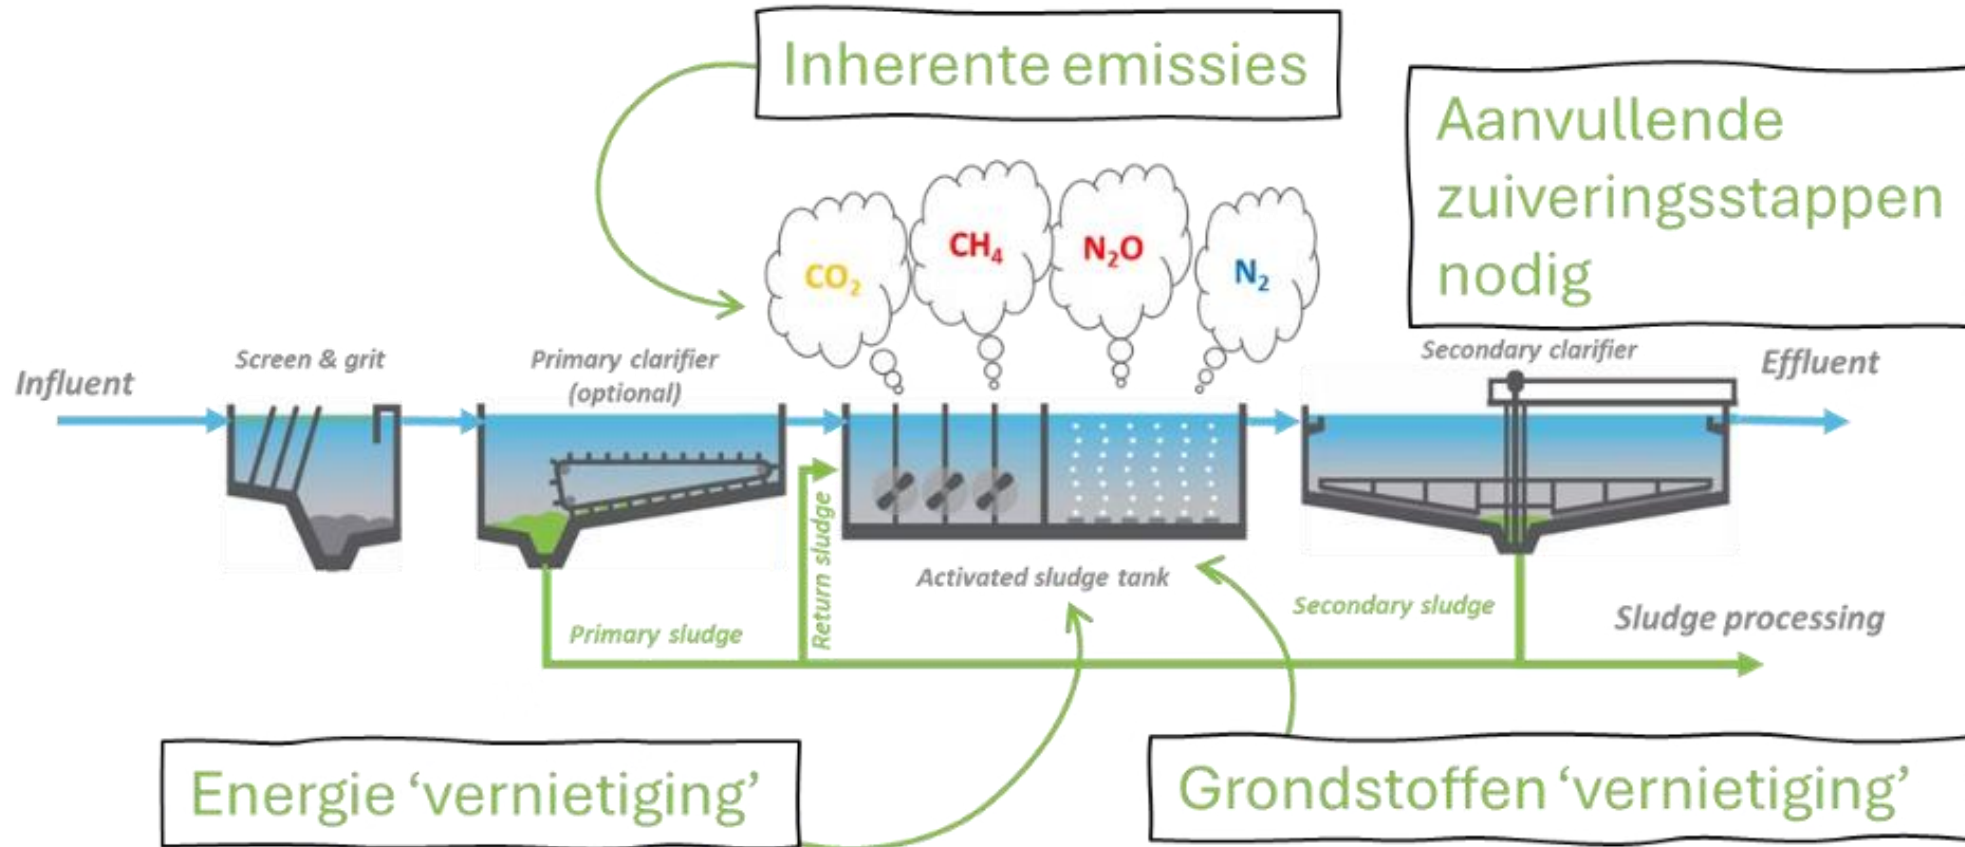 Inherente emissies
Aanvullende
zuiveringsstappen
nodig
CO₂
CH₄
N₂O
N₂
Influent
Screen & grit
Primary clarifier
(optional)
Secondary clarifier
Effluent
Return sludge
Activated sludge tank
Primary sludge
Secondary sludge
Sludge processing
Energie ‘vernietiging’
Grondstoffen ‘vernietiging’